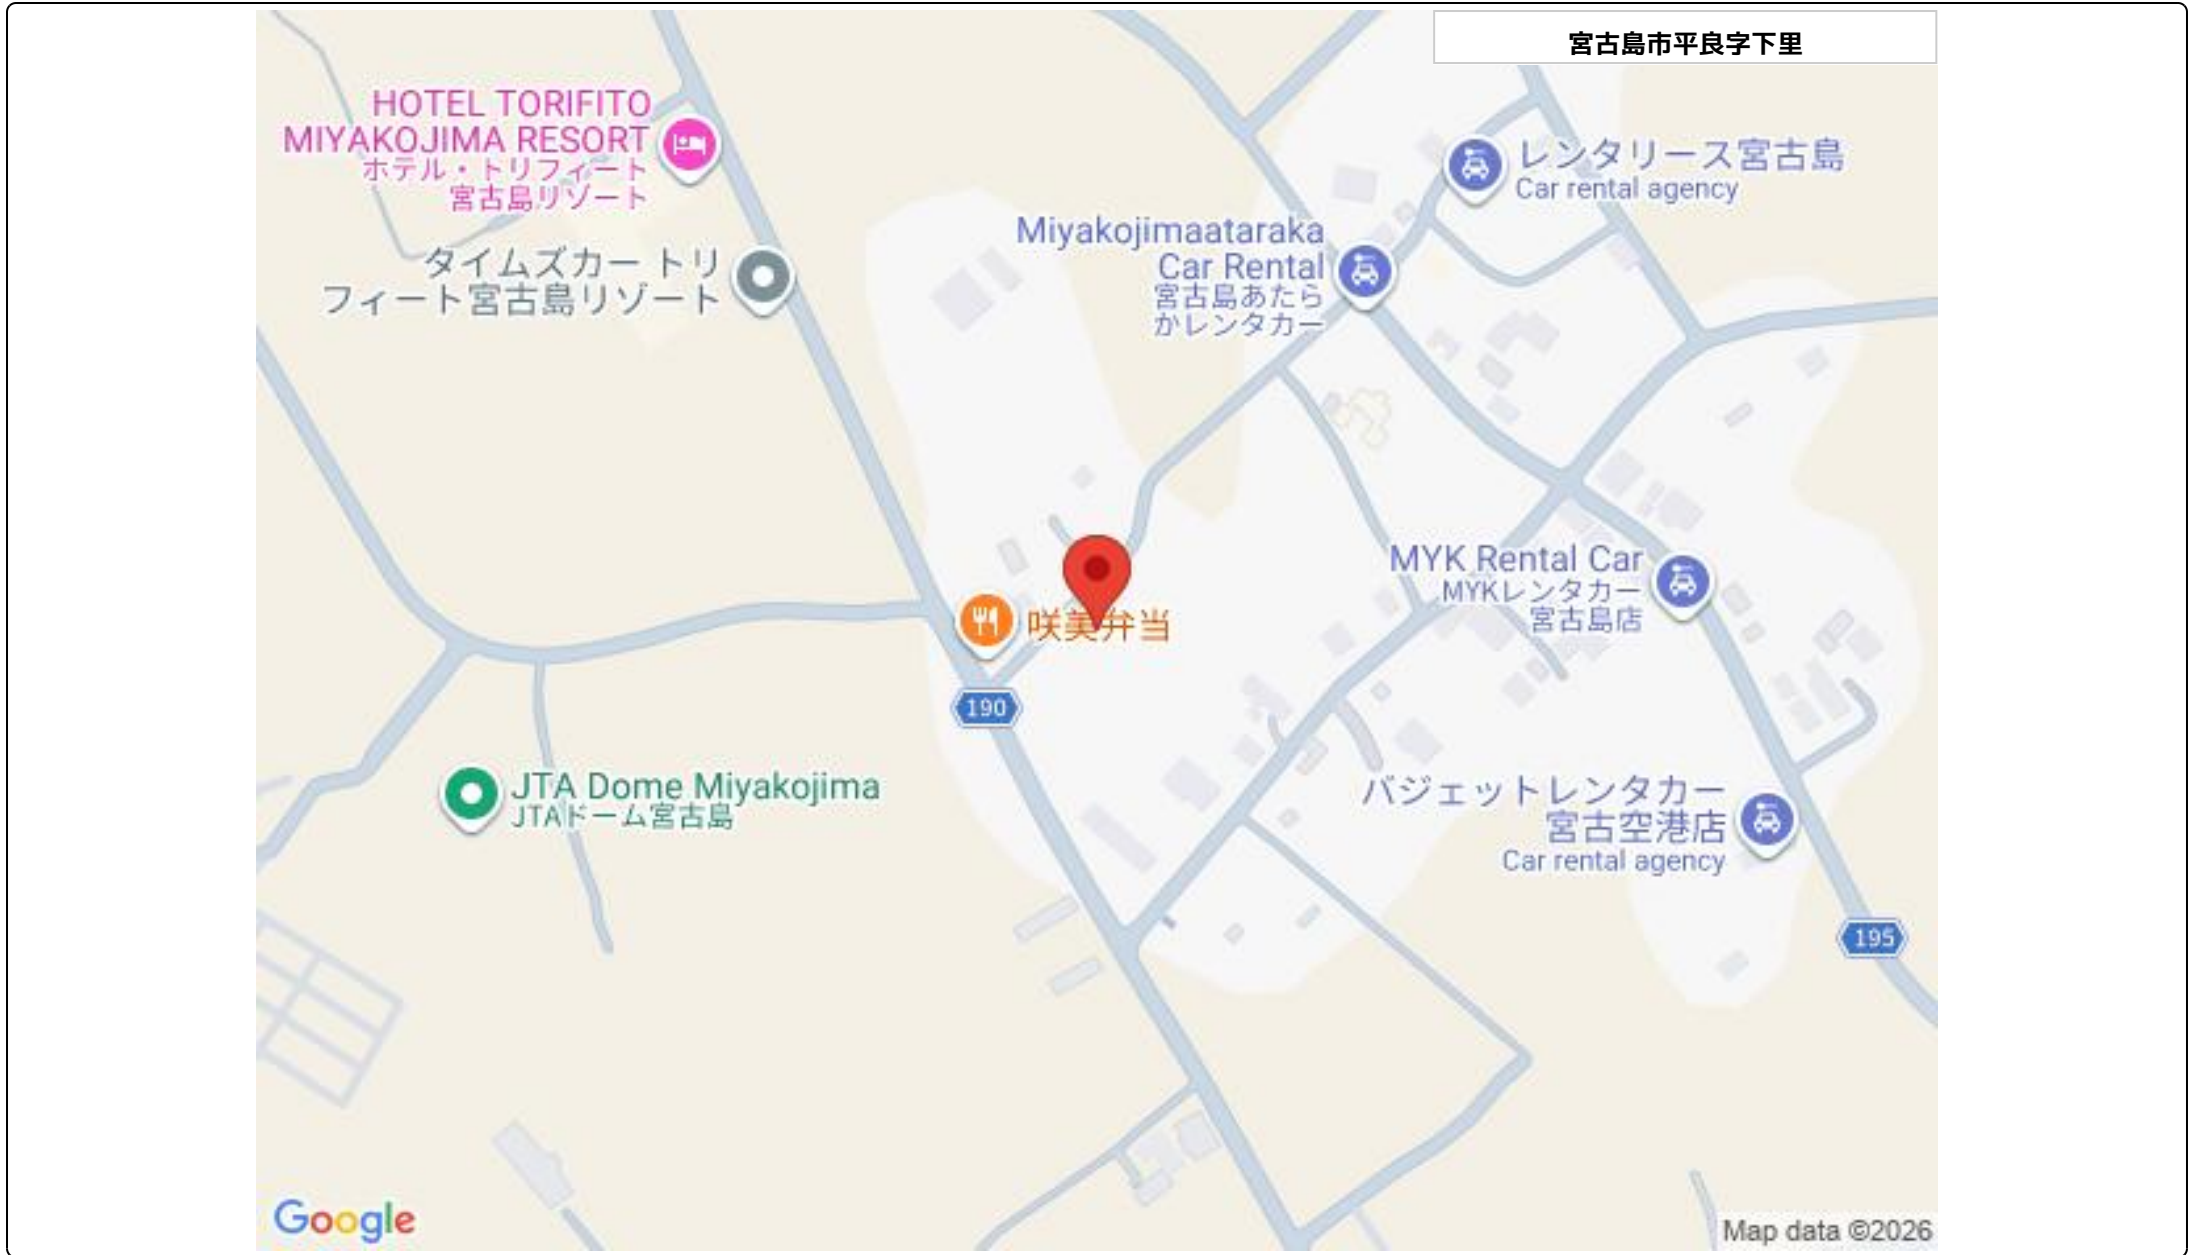 宮古島市平良字下里
HOTEL TORIFITO
MIYAKOJIMA RESORT
ホテル・トリフィート
宮古島リゾート
レンタリース宮古島
Car rental agency
タイムズカー トリ
フィート宮古島リゾート
Miyakojimaataraka
Car Rental
宮古島あたら
かレンタカー
MYK Rental Car
MYKレンタカー
宮古島店
咲美弁当
190
JTA Dome Miyakojima
JTAドーム宮古島
バジェットレンタカー
宮古空港店
Car rental agency
195
Google
Map data ©2026